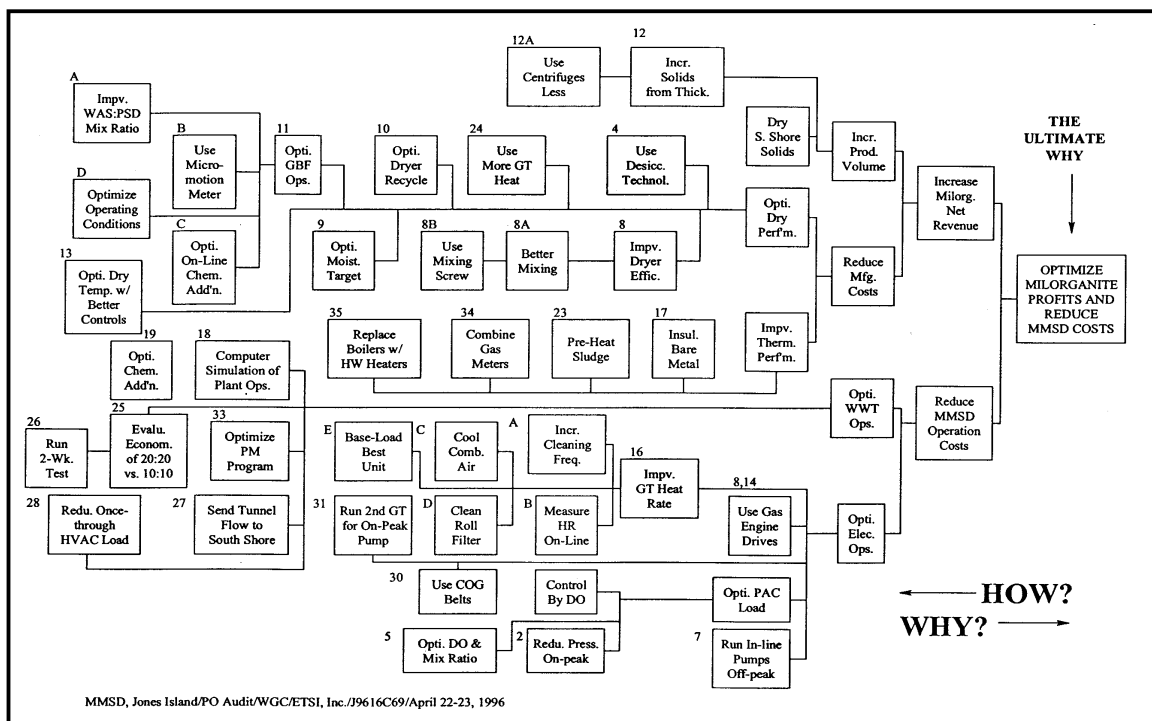 12A
Use
Centrifuges
Less
12
Incr.
Solids
from Thick.
A
Impv.
WAS:PSD
Mix Ratio
B
Use
Micro-
motion
Meter
11
Opti.
GBF
Ops.
10
Opti.
Dryer
Recycle
24
Use
More GT
Heat
4
Use
Desicc.
Technol.
Dry
S. Shore
Solids
Incr.
Prod.
Volume
THE
ULTIMATE
WHY
D
Optimize
Operating
Conditions
C
Opti.
On-Line
Chem.
Add'n.
9
Opti.
Moist.
Target
8B
Use
Mixing
Screw
8A
Better
Mixing
8
Impv.
Dryer
Effic.
Opti.
Dry
Perf'm.
Increase
Milorg.
Net
Revenue
13
Opti. Dry
Temp. w/
Better
Controls
Reduce
Mfg.
Costs
OPTIMIZE
MILORGANITE
PROFITS AND
REDUCE
MMSD COSTS
19
Opti.
Chem.
Add'n.
18
Computer
Simulation of
Plant Ops.
35
Replace
Boilers w/
HW Heaters
34
Combine
Gas
Meters
23
Pre-Heat
Sludge
17
Insul.
Bare
Metal
Impv.
Therm.
Perf'm.
26
Run
2-Wk.
Test
25
Evalu.
Econom.
of 20:20
vs. 10:10
33
Optimize
PM
Program
E
Base-Load
Best
Unit
C
Cool
Comb.
Air
A
Incr.
Cleaning
Freq.
16
Impv.
GT Heat
Rate
Opti.
WWT
Ops.
Reduce
MMSD
Operation
Costs
28
Redu. Once-
through
HVAC Load
27
Send Tunnel
Flow to
South Shore
31
Run 2nd GT
for On-Peak
Pump
D
Clean
Roll
Filter
B
Measure
HR
On-Line
8,14
Use Gas
Engine
Drives
Opti.
Elec.
Ops.
30
Use COG
Belts
Control
By DO
Opti. PAC
Load
HOW?
WHY?
5
Opti. DO &
Mix Ratio
2
Redu. Press.
On-peak
7
Run In-line
Pumps
Off-peak
MMSD, Jones Island/PO Audit/WGC/ETSI, Inc./J9616C69/April 22-23, 1996